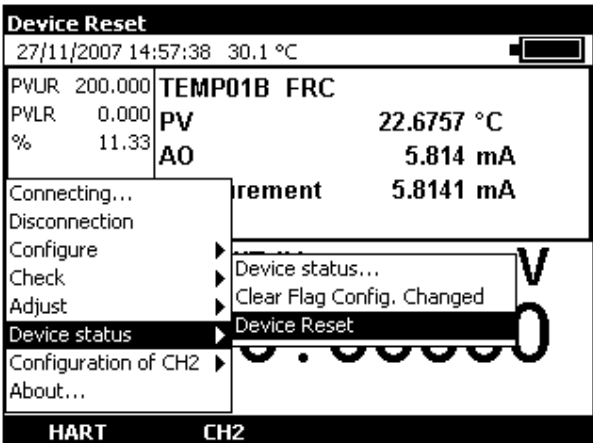 Device Reset
27/11/2007 14:57:38 30.1 °C
PVUR 200.000
PVLR 0.000
% 11.33
TEMP01B FRC
PV 22.6757 °C
AO 5.814 mA
5.8141 mA
Connecting...
Disconnection
Configure
Check
Adjust
Device status
Configuration of CH2
About...
Device status...
Clear Flag Config. Changed
Device Reset
V
HART CH2